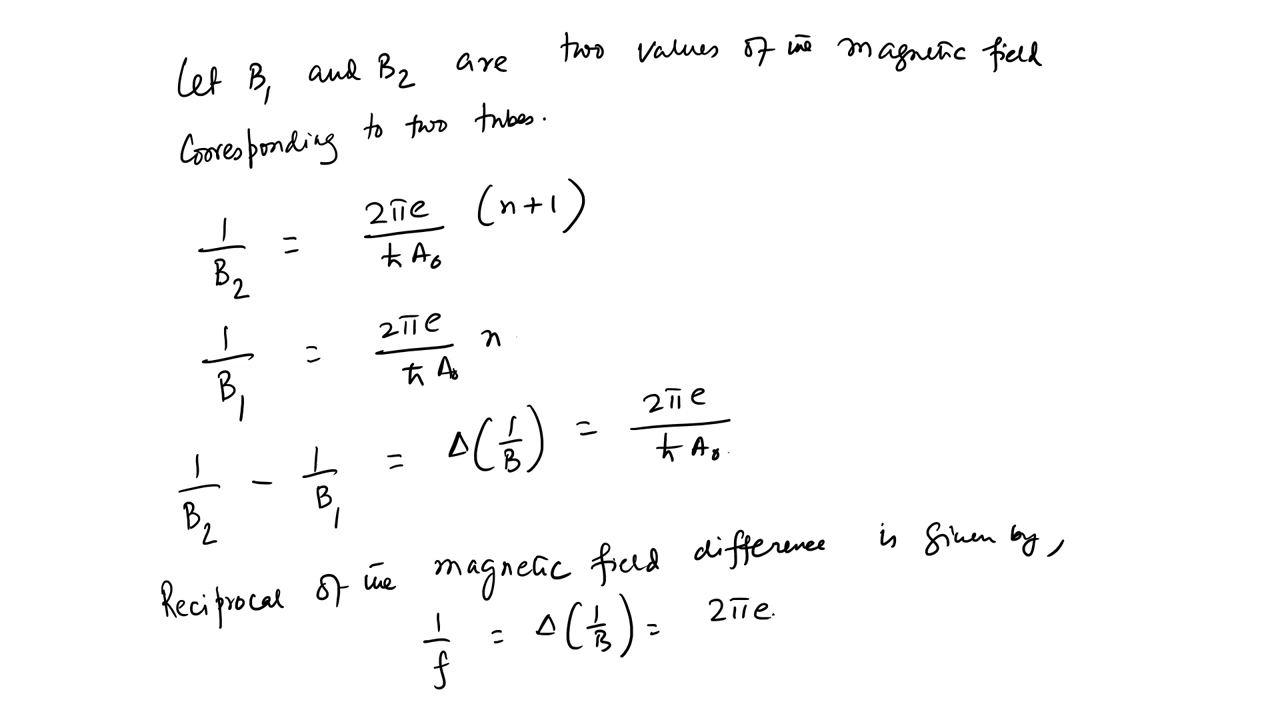 Let B₁ and B₂ are two values of the magnetic field
Corresponding to two tubes.
1/B₂ = 2πe/ħA₀ (n+1)
1/B₁ = 2πe/ħA₀ n
1/B₂ − 1/B₁ = Δ(1/B) = 2πe/ħA₀
Reciprocal of the magnetic field difference is given by,
1/f = Δ(1/B) = 2πe